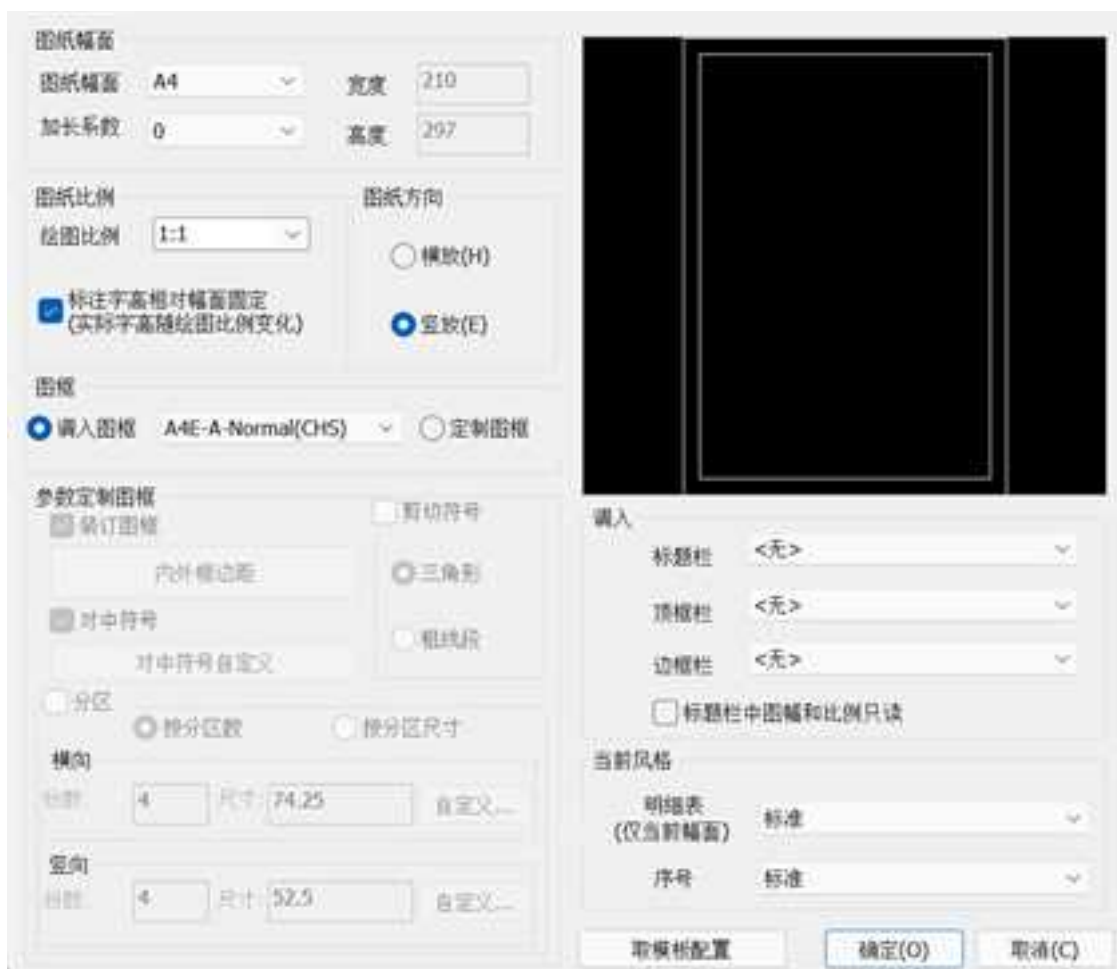 图纸幅面
图纸幅面 A4 宽度 210
加长系数 0 高度 297
图纸比例 图纸方向
绘图比例 1:1
横放(H)
标注字高相对幅面固定
(实际字高随绘图比例变化)
竖放(E)
图框
调入图框 A4E-A-Normal(CHS) 定制图框
参数定制图框
装订图框 剪切符号
内外框边距 三角形
对中符号 粗线段
对中符号自定义
分区
按分区数 按分区尺寸
横向
份数: 4 尺寸: 74.25 自定义...
竖向
份数: 4 尺寸: 52.5 自定义...
调入
标题栏 <无>
顶框栏 <无>
边框栏 <无>
标题栏中图幅和比例只读
当前风格
明细表
(仅当前幅面) 标准
序号 标准
取模板配置 确定(O) 取消(C)